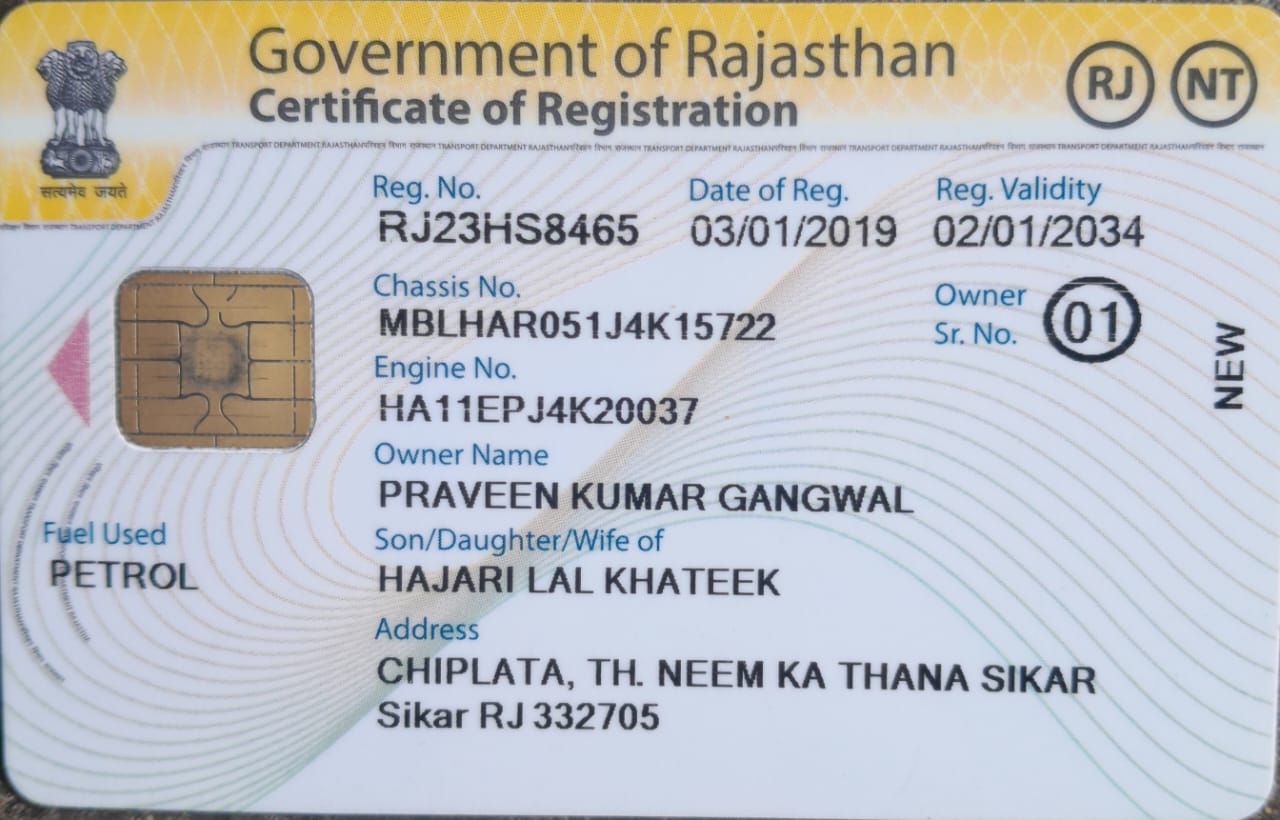 Government of Rajasthan
Certificate of Registration
RJ NT
सत्यमेव जयते
TRANSPORT DEPARTMENT RAJASTHAN
Reg. No. Date of Reg. Reg. Validity
RJ23HS8465 03/01/2019 02/01/2034
Chassis No.
MBLHAR051J4K15722
Owner
Sr. No. 01
NEW
Engine No.
HA11EPJ4K20037
Owner Name
PRAVEEN KUMAR GANGWAL
Fuel Used
PETROL
Son/Daughter/Wife of
HAJARI LAL KHATEEK
Address
CHIPLATA, TH. NEEM KA THANA SIKAR
Sikar RJ 332705